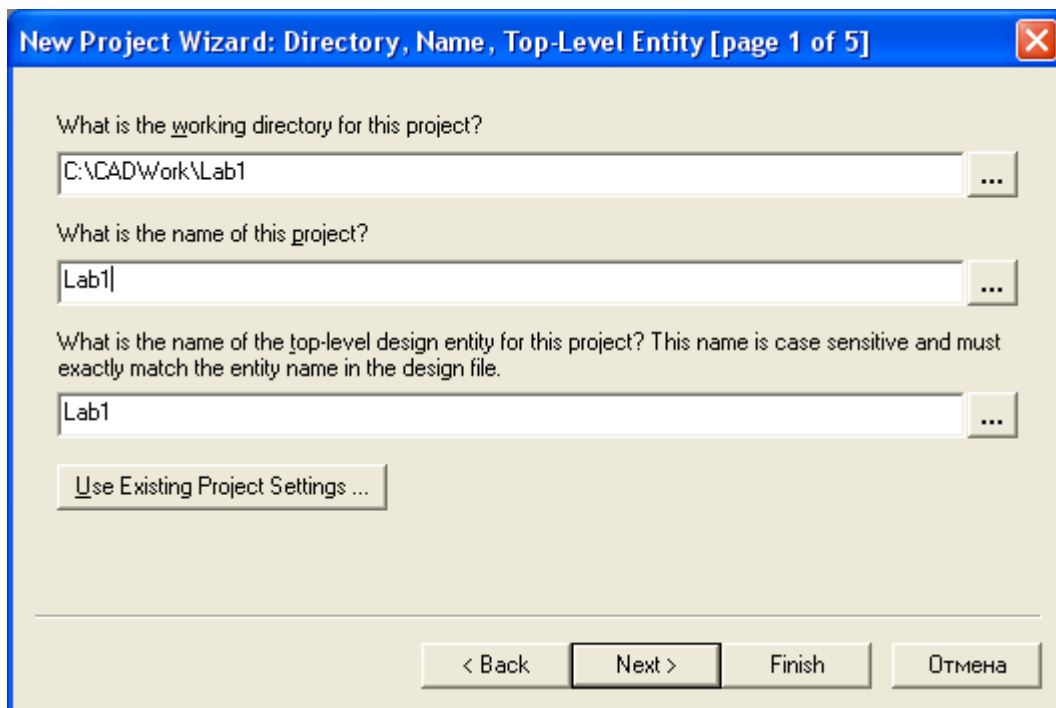 New Project Wizard: Directory, Name, Top-Level Entity [page 1 of 5]
What is the working directory for this project?
C:\CADWork\Lab1
...
What is the name of this project?
Lab1
...
What is the name of the top-level design entity for this project? This name is case sensitive and must
exactly match the entity name in the design file.
Lab1
...
Use Existing Project Settings ...
< Back
Next >
Finish
Отмена